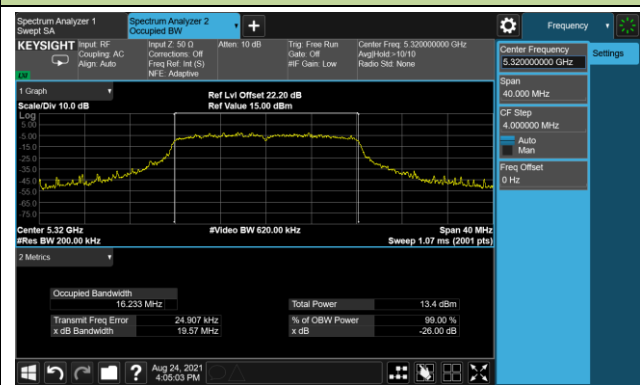 Spectrum Analyzer 1
Swept SA
Spectrum Analyzer 2
Occupied BW
Frequency
KEYSIGHT
Input: RF
Coupling: AC
Align: Auto
Input Z: 50 Ω
Corrections: Off
Freq Ref: Int (S)
NFE: Adaptive
Atten: 10 dB
Trig: Free Run
Gate: Off
#IF Gain: Low
Center Freq: 5.320000000 GHz
Avg|Hold:>10/10
Radio Std: None
Center Frequency
5.320000000 GHz
Settings
Span
40.000 MHz
CF Step
4.000000 MHz
Auto
Man
Freq Offset
0 Hz
1 Graph
Scale/Div 10.0 dB
Ref Lvl Offset 22.20 dB
Ref Value 15.00 dBm
Log
5.00
-5.00
-15.0
-25.0
-35.0
-45.0
-55.0
-65.0
-75.0
Center 5.32 GHz
#Video BW 620.00 kHz
Span 40 MHz
#Res BW 200.00 kHz
Sweep 1.07 ms (2001 pts)
2 Metrics
Occupied Bandwidth
16.233 MHz
Total Power
13.4 dBm
Transmit Freq Error
24.907 kHz
% of OBW Power
99.00 %
x dB Bandwidth
19.57 MHz
x dB
-26.00 dB
Aug 24, 2021
4:05:03 PM